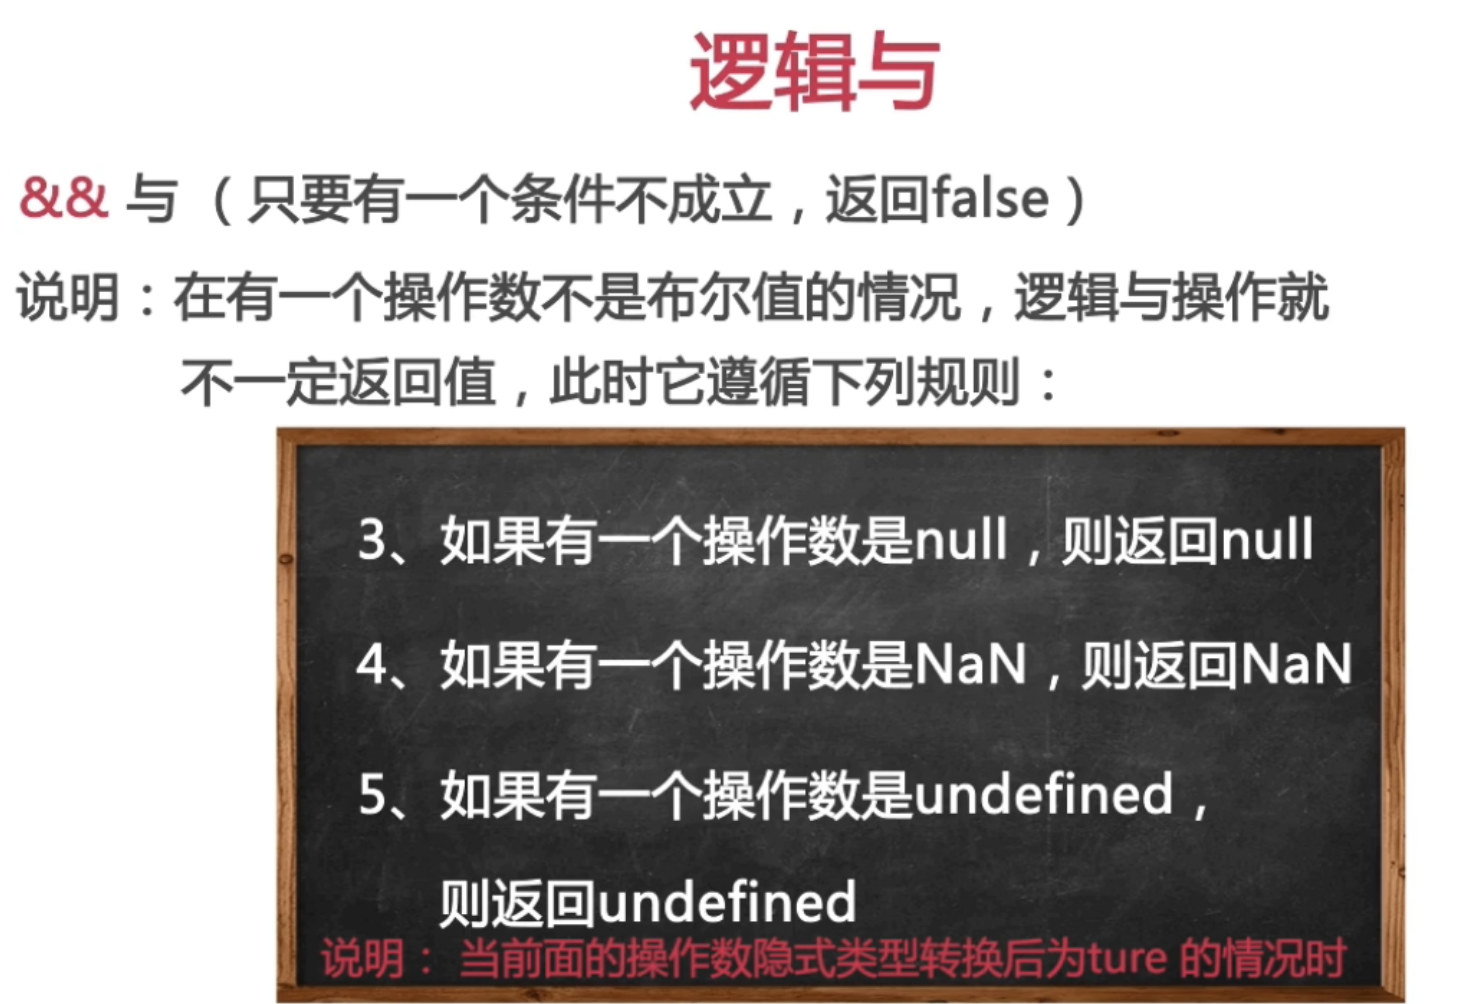 逻辑与
&& 与 （只要有一个条件不成立，返回false）
说明：在有一个操作数不是布尔值的情况，逻辑与操作就
不一定返回值，此时它遵循下列规则：
3、如果有一个操作数是null，则返回null
4、如果有一个操作数是NaN，则返回NaN
5、如果有一个操作数是undefined，
则返回undefined
说明： 当前面的操作数隐式类型转换后为ture 的情况时